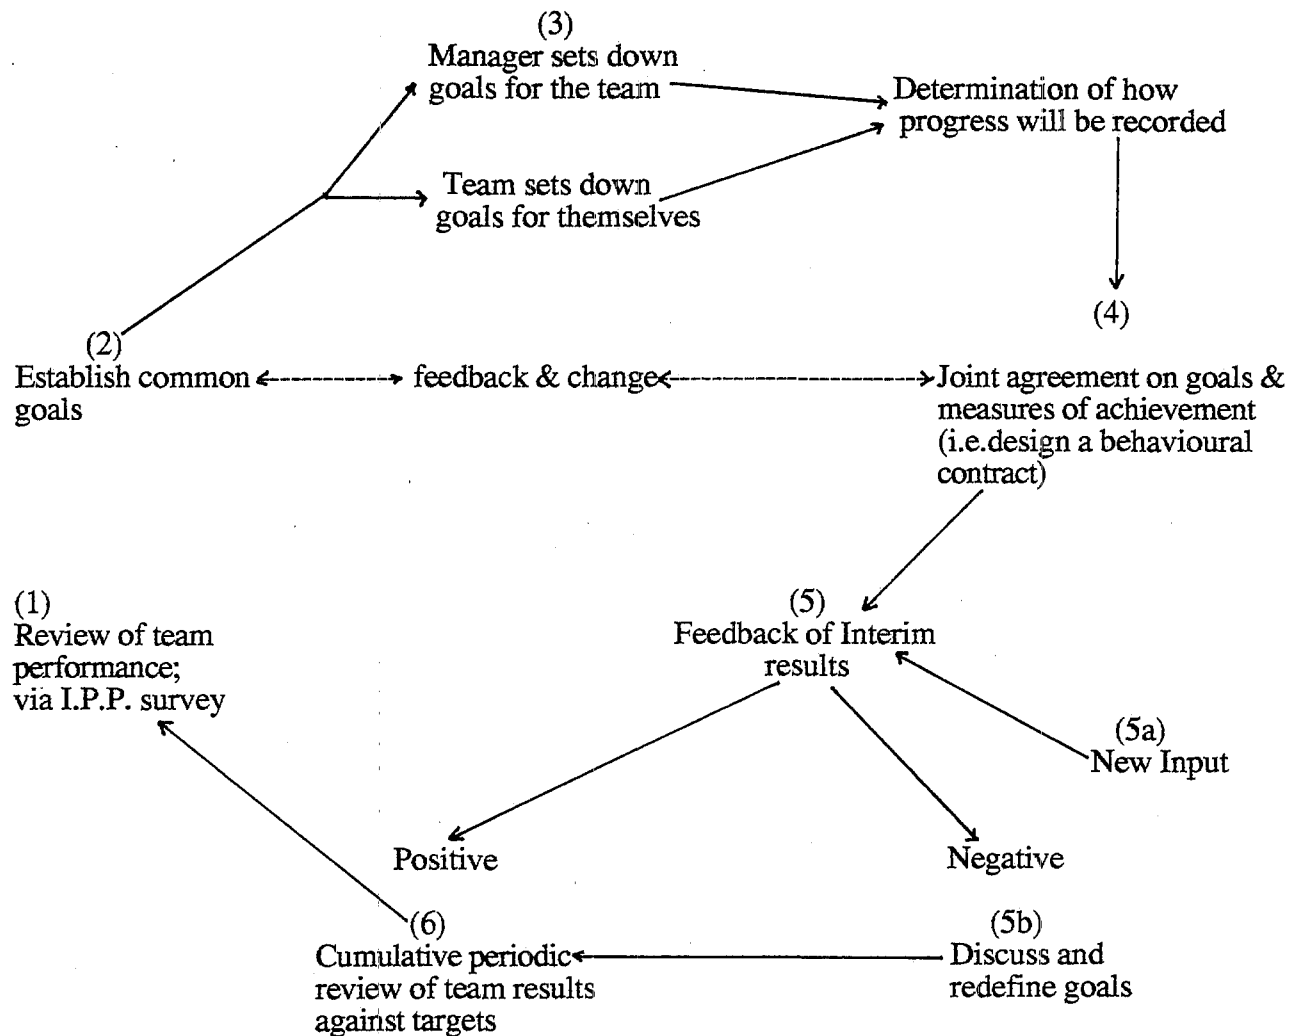 (3)
Manager sets down
goals for the team
Determination of how
progress will be recorded
Team sets down
goals for themselves
(4)
(2)
Establish common
goals
feedback & change
Joint agreement on goals &
measures of achievement
(i.e.design a behavioural
contract)
(1)
Review of team
performance;
via I.P.P. survey
(5)
Feedback of Interim
results
(5a)
New Input
Positive
Negative
(6)
Cumulative periodic
review of team results
against targets
(5b)
Discuss and
redefine goals